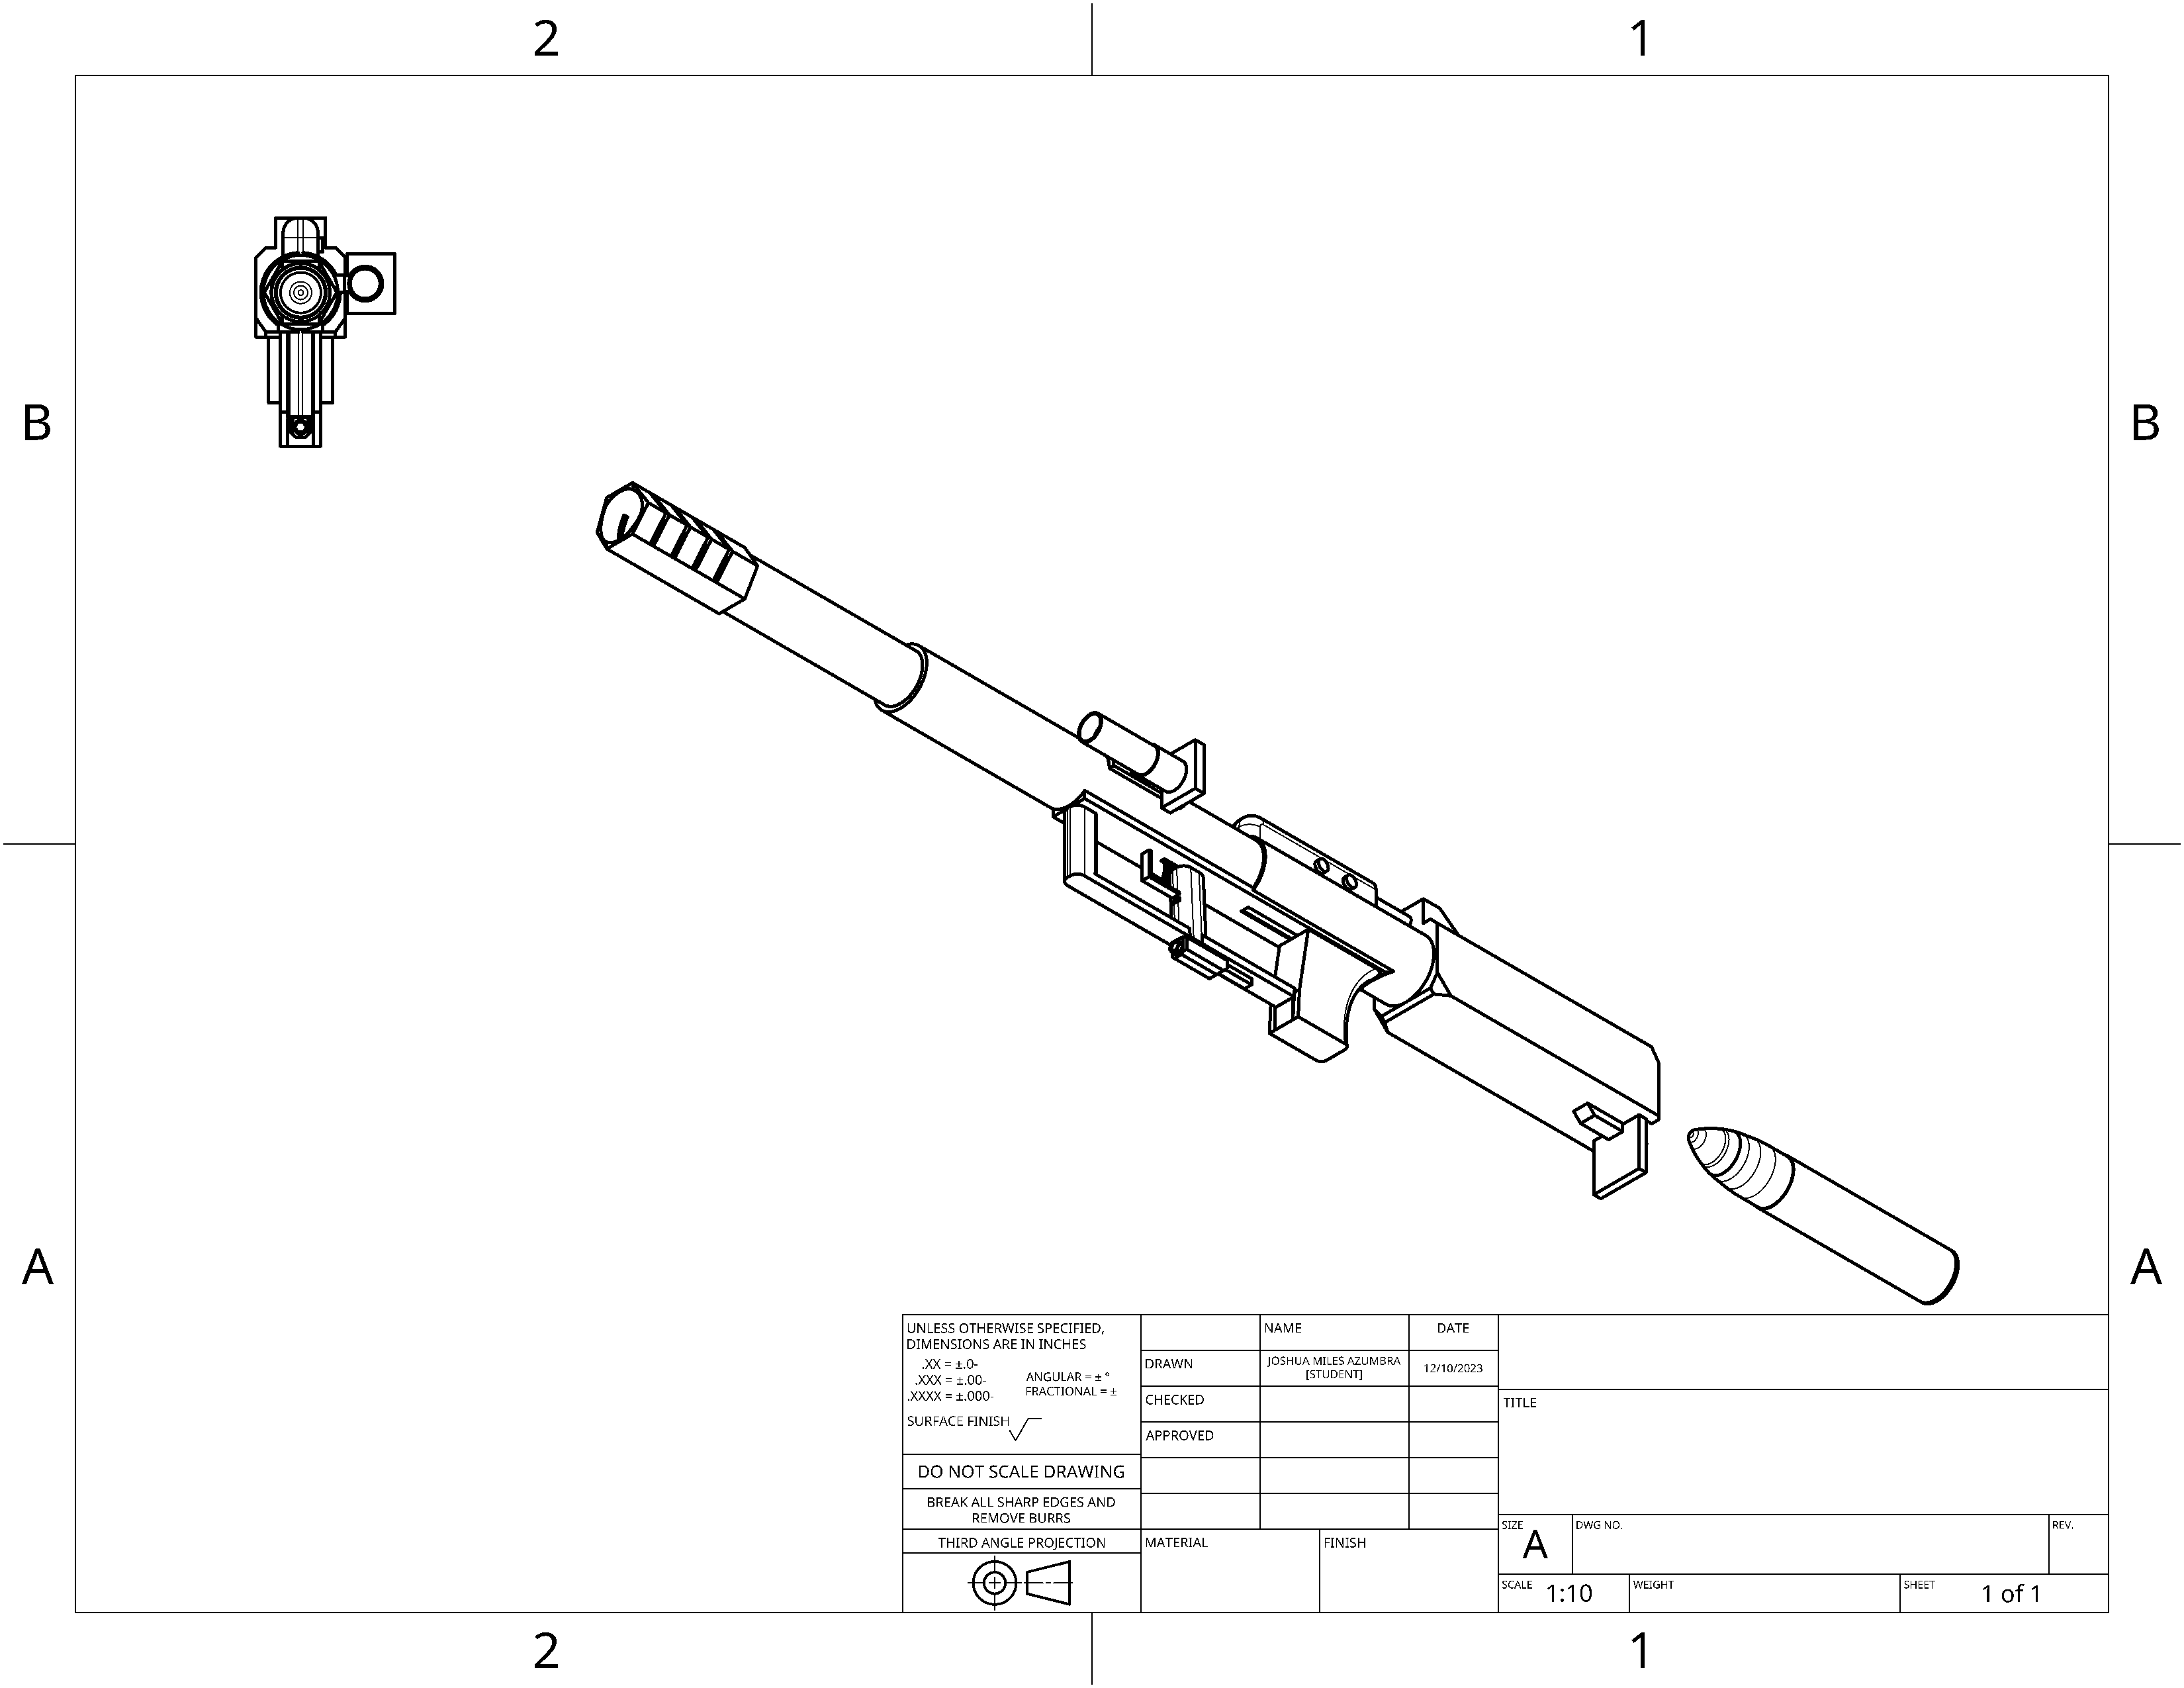 2 1
B B
A A
UNLESS OTHERWISE SPECIFIED,
DIMENSIONS ARE IN INCHES
.XX = ±.0-
.XXX = ±.00-
.XXXX = ±.000-
ANGULAR = ± °
FRACTIONAL = ±
SURFACE FINISH
DO NOT SCALE DRAWING
BREAK ALL SHARP EDGES AND
REMOVE BURRS
THIRD ANGLE PROJECTION
NAME DATE
DRAWN JOSHUA MILES AZUMBRA
[STUDENT] 12/10/2023
CHECKED
APPROVED
MATERIAL FINISH
TITLE
SIZE A DWG NO. REV.
SCALE 1:10 WEIGHT SHEET 1 of 1
2 1